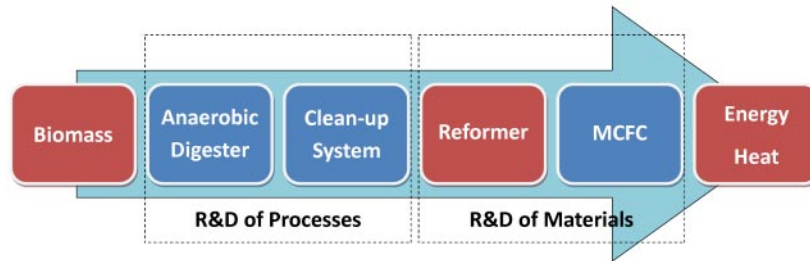 Biomass
Anaerobic
Digester
Clean-up
System
Reformer
MCFC
Energy
Heat
R&D of Processes
R&D of Materials